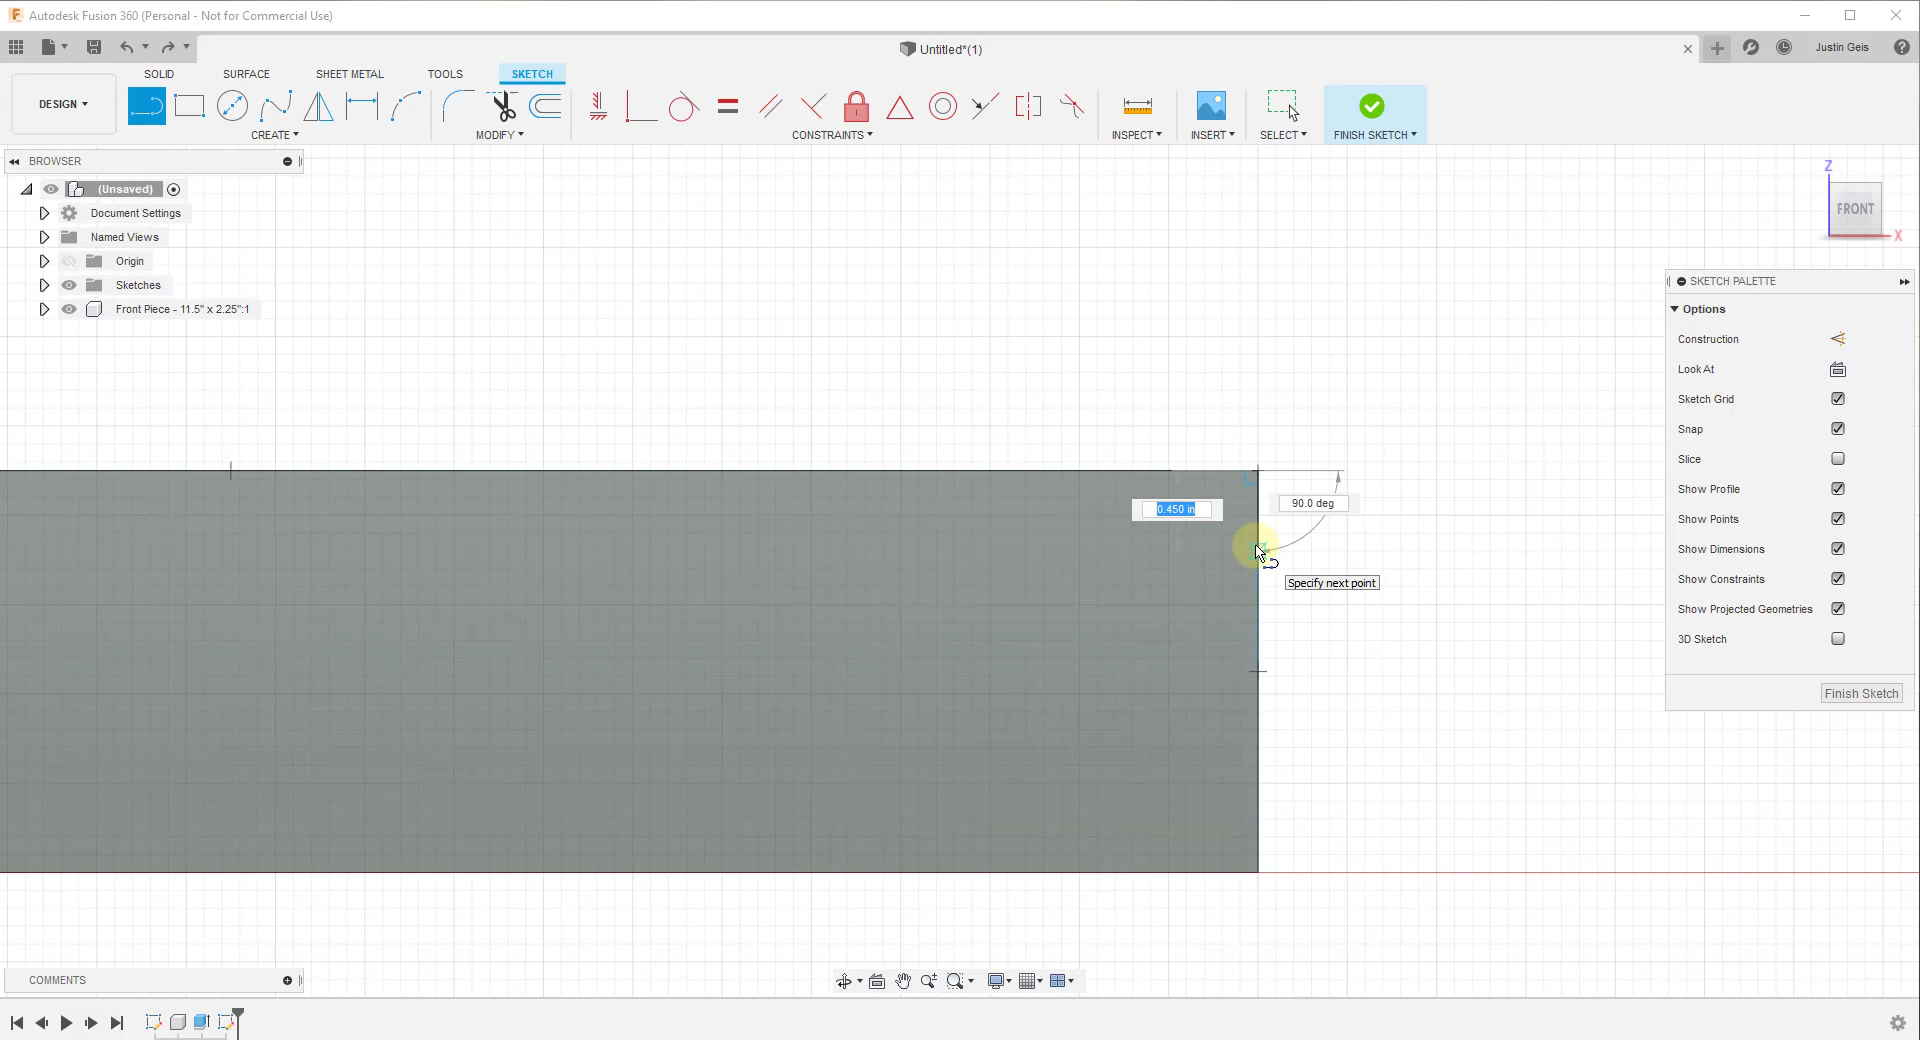 Autodesk Fusion 360 (Personal - Not for Commercial Use)
Untitled*(1)
Justin Geis
DESIGN
SOLID
SURFACE
SHEET METAL
TOOLS
SKETCH
CREATE
MODIFY
CONSTRAINTS
INSPECT
INSERT
SELECT
FINISH SKETCH
BROWSER
(Unsaved)
Document Settings
Named Views
Origin
Sketches
Front Piece - 11.5" x 2.25":1
Z
FRONT
X
SKETCH PALETTE
Options
Construction
Look At
Sketch Grid
Snap
Slice
Show Profile
Show Points
Show Dimensions
Show Constraints
Show Projected Geometries
3D Sketch
Finish Sketch
0.450 in
90.0 deg
Specify next point
COMMENTS